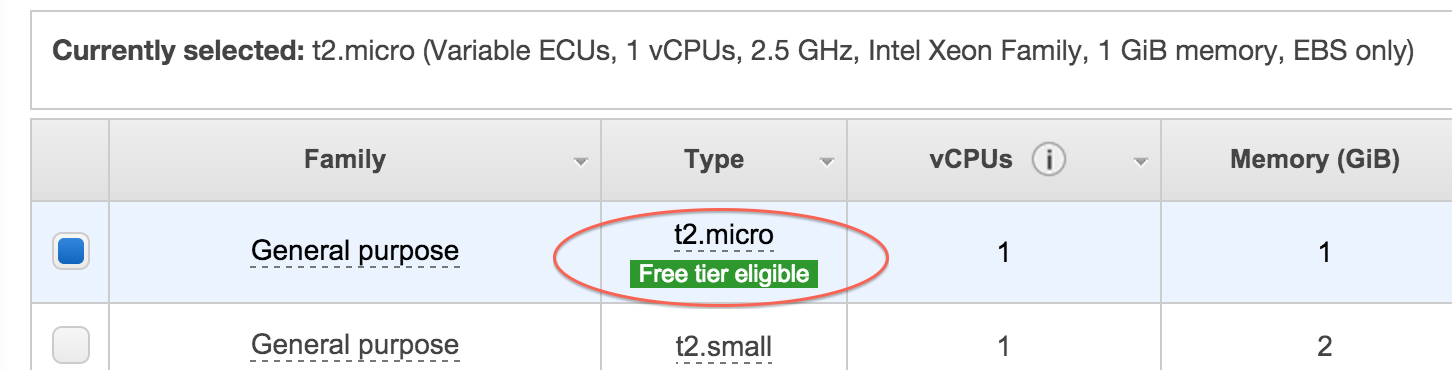 Currently selected: t2.micro (Variable ECUs, 1 vCPUs, 2.5 GHz, Intel Xeon Family, 1 GiB memory, EBS only)
Family Type vCPUs i Memory (GiB)
General purpose t2.micro 1 1
Free tier eligible
General purpose t2.small 1 2